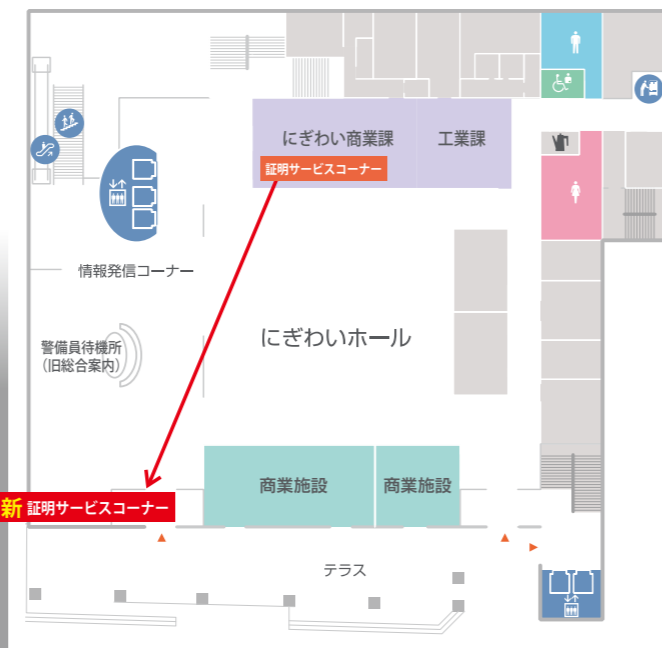 にぎわい商業課
工業課
証明サービスコーナー
情報発信コーナー
警備員待機所
(旧総合案内)
にぎわいホール
商業施設
商業施設
新 証明サービスコーナー
テラス